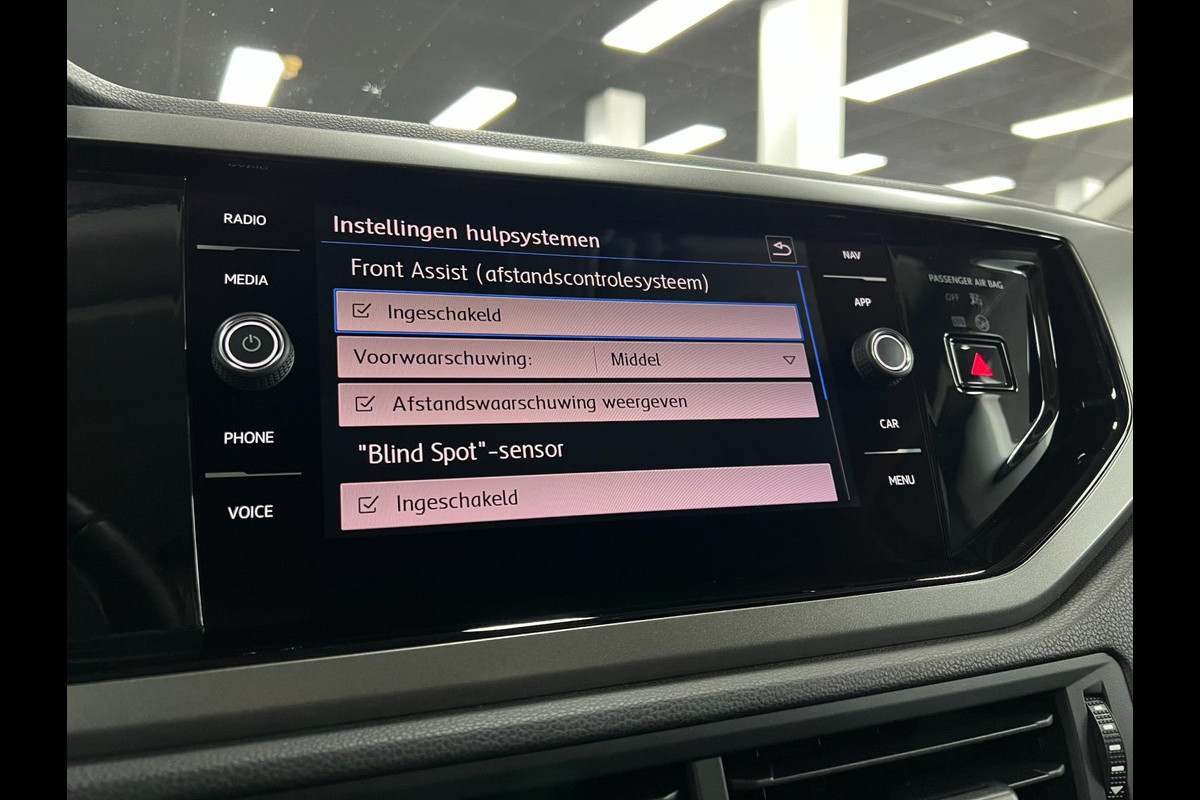 Instellingen hulpsystemen
Front Assist (afstandscontrolesysteem)
Ingeschakeld
Voorwaarschuwing: Middel
Afstandswaarschuwing weergeven
"Blind Spot"-sensor
Ingeschakeld
RADIO
MEDIA
PHONE
VOICE
NAV
APP
CAR
MENU
PASSENGER AIR BAG
OFF